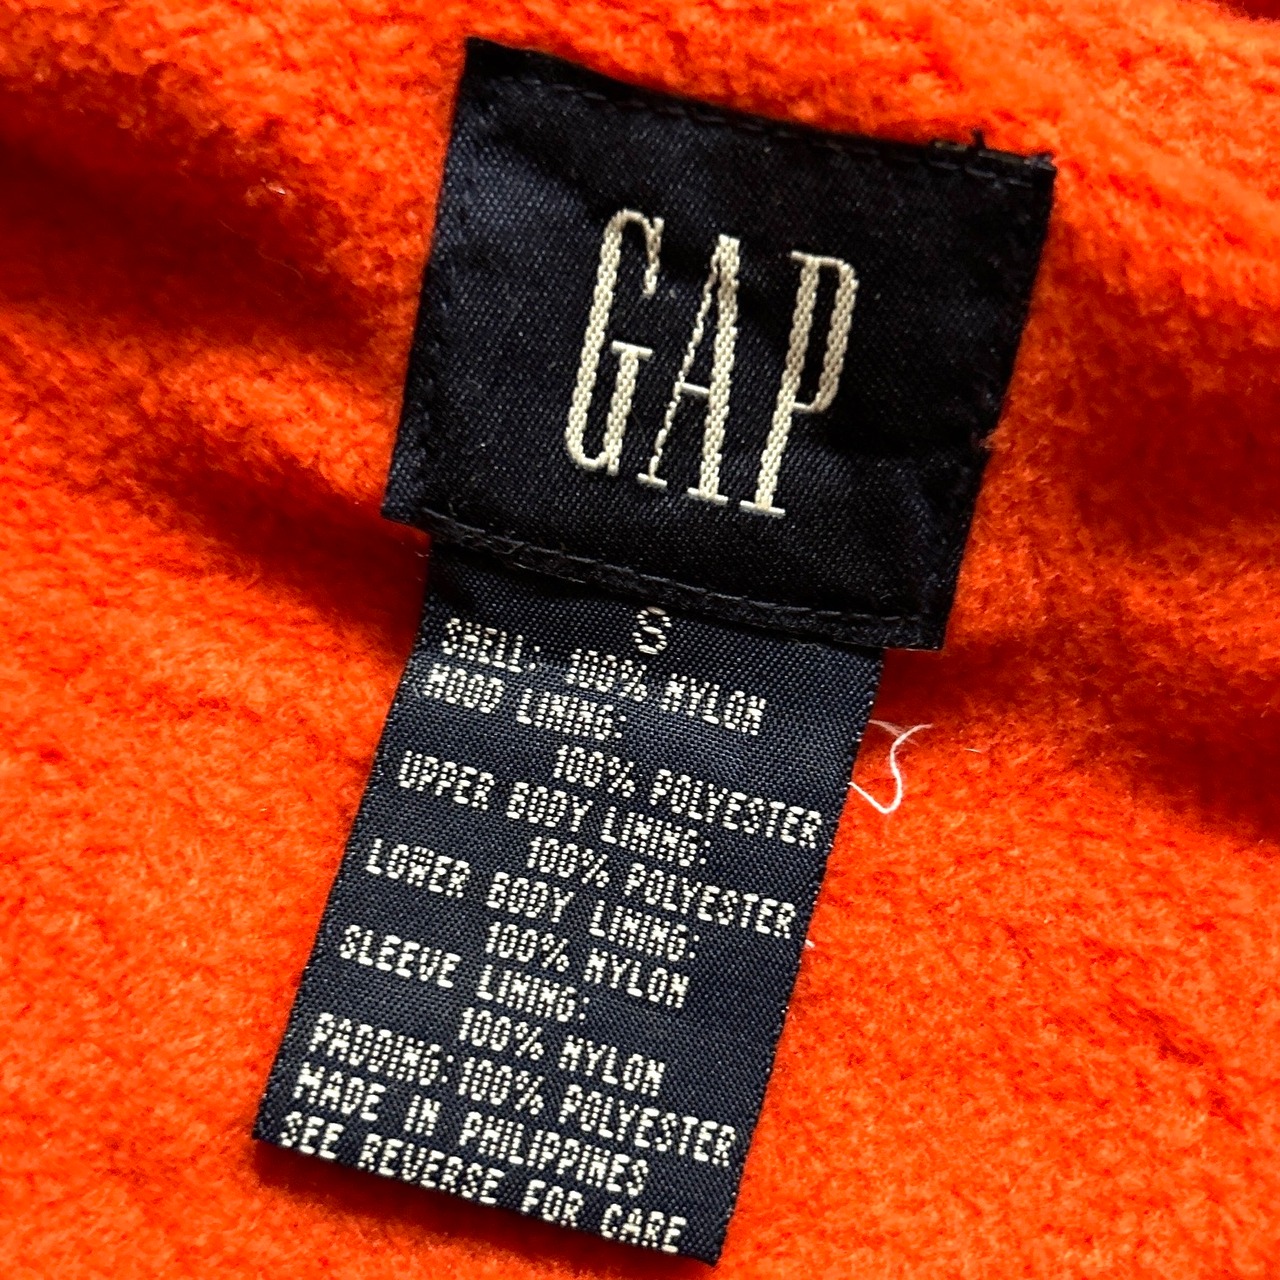 GAP
S
SHELL: 100% NYLON
HOOD LINING:
100% POLYESTER
UPPER BODY LINING:
100% POLYESTER
LOWER BODY LINING:
100% NYLON
SLEEVE LINING:
100% NYLON
PADDING: 100% POLYESTER
MADE IN PHILIPPINES
SEE REVERSE FOR CARE